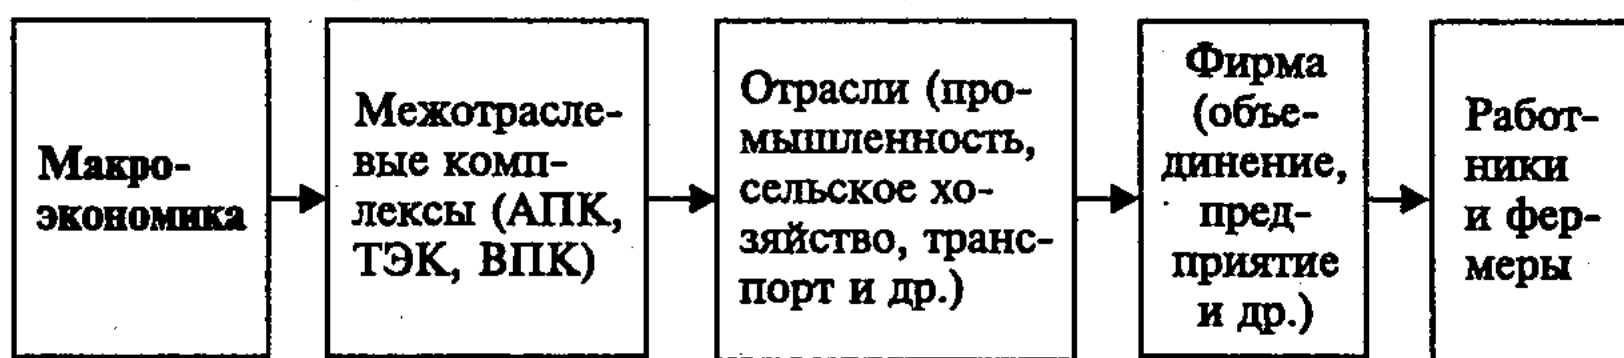 Макро-
экономика
Межотрасле-
вые комп-
лексы (АПК,
ТЭК, ВПК)
Отрасли (про-
мышленность,
сельское хо-
зяйство, транс-
порт и др.)
Фирма
(объе-
динение,
пред-
приятие
и др.)
Работ-
ники
и фер-
меры